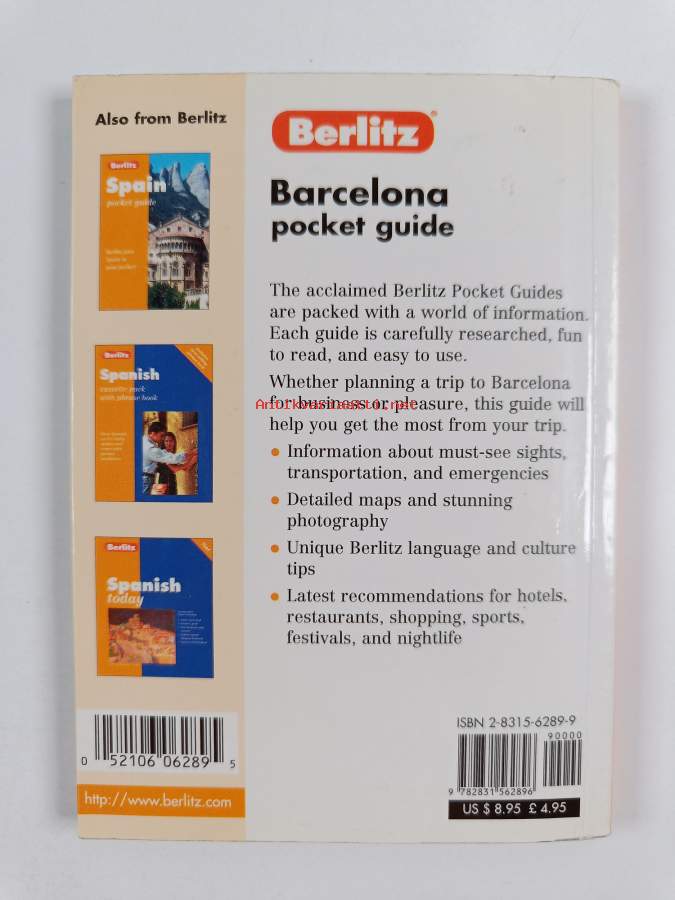 Also from Berlitz
Berlitz
Spain
pocket guide
Berlitz
Spanish
cassette pack
with phrase book
Berlitz
Spanish
today
0 52106 06289 5
http://www.berlitz.com
Berlitz®
Barcelona
pocket guide
The acclaimed Berlitz Pocket Guides
are packed with a world of information.
Each guide is carefully researched, fun
to read, and easy to use.
Whether planning a trip to Barcelona
for business or pleasure, this guide will
help you get the most from your trip.
• Information about must-see sights,
transportation, and emergencies
• Detailed maps and stunning
photography
• Unique Berlitz language and culture
tips
• Latest recommendations for hotels,
restaurants, shopping, sports,
festivals, and nightlife
ISBN 2-8315-6289-9
90000
9 782831 562896
US $ 8.95 £ 4.95